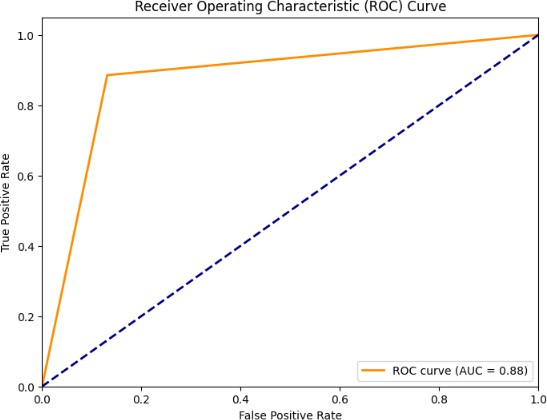 Receiver Operating Characteristic (ROC) Curve
True Positive Rate
1.0
0.8
0.6
0.4
0.2
0.0
ROC curve (AUC = 0.88)
0.0 0.2 0.4 0.6 0.8 1.0
False Positive Rate